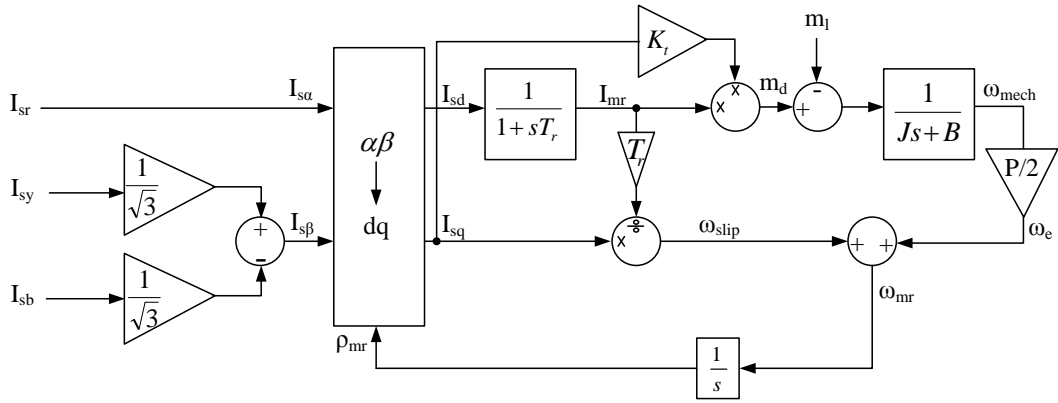 I_sr
I_sα
I_sy
1/√3
+
-
I_sβ
I_sb
1/√3
αβ
dq
I_sd
1/(1+sT_r)
I_mr
K_t
x
x
m_d
m_l
-
+
1/(Js+B)
ω_mech
P/2
T_r
I_sq
x
÷
ω_slip
+
+
ω_e
ω_mr
1/s
ρ_mr